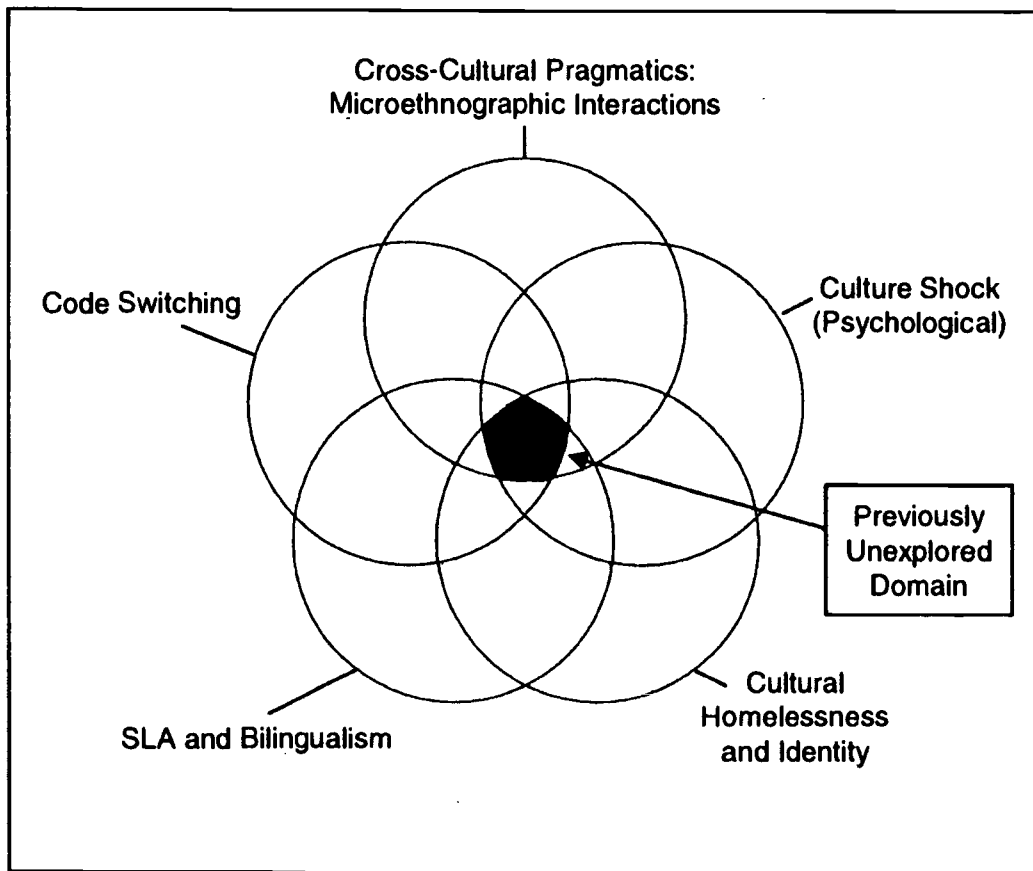 Cross-Cultural Pragmatics:
Microethnographic Interactions
Code Switching
Culture Shock
(Psychological)
Previously
Unexplored
Domain
SLA and Bilingualism
Cultural
Homelessness
and Identity